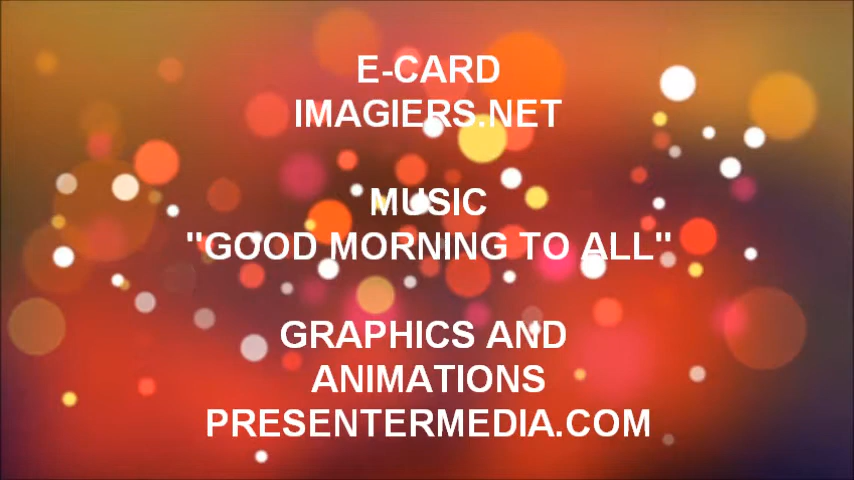 E-CARD
IMAGIERS.NET
MUSIC
"GOOD MORNING TO ALL"
GRAPHICS AND
ANIMATIONS
PRESENTERMEDIA.COM